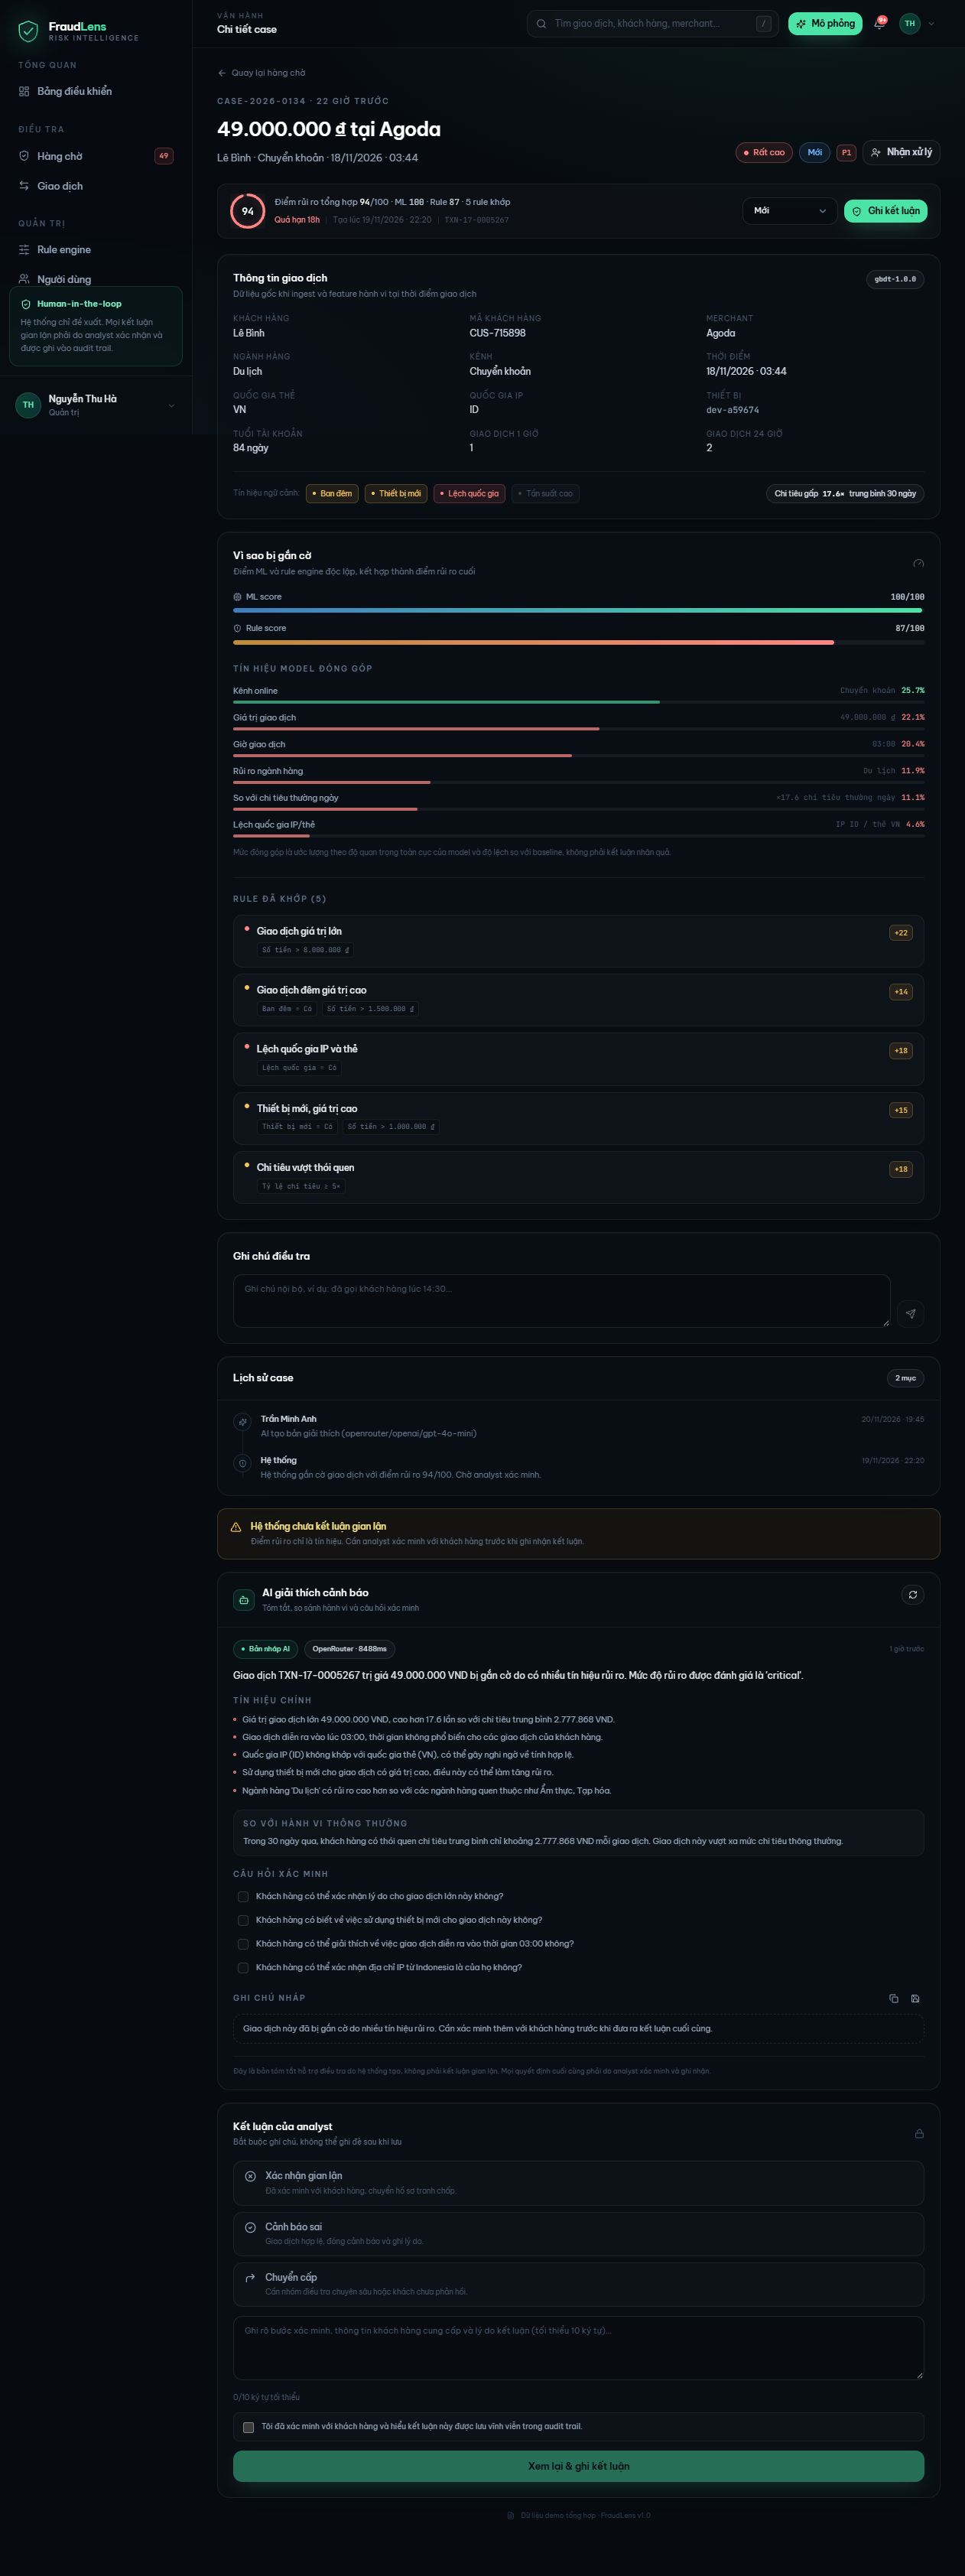 FraudLens
RISK INTELLIGENCE
TỔNG QUAN
Bảng điều khiển
ĐIỀU TRA
Hàng chờ 49
Giao dịch
QUẢN TRỊ
Rule engine
Người dùng
Human-in-the-loop
Hệ thống chỉ đề xuất. Mọi kết luận
gian lận phải do analyst xác nhận và
được ghi vào audit trail.
TH Nguyễn Thu Hà
Quản trị
VẬN HÀNH
Chi tiết case
Tìm giao dịch, khách hàng, merchant... /
Mô phỏng
9+
TH
Quay lại hàng chờ
CASE-2026-0134 · 22 GIỜ TRƯỚC
49.000.000 ₫ tại Agoda
Lê Bình · Chuyển khoản · 18/11/2026 · 03:44
Rất cao Mới P1 Nhận xử lý
94
Điểm rủi ro tổng hợp 94/100 · ML 100 · Rule 87 · 5 rule khớp
Quá hạn 18h | Tạo lúc 19/11/2026 · 22:20 | TXN-17-0005267
Mới
Ghi kết luận
Thông tin giao dịch
Dữ liệu gốc khi ingest và feature hành vi tại thời điểm giao dịch
gbdt-1.0.0
KHÁCH HÀNG MÃ KHÁCH HÀNG MERCHANT
Lê Bình CUS-715898 Agoda
NGÀNH HÀNG KÊNH THỜI ĐIỂM
Du lịch Chuyển khoản 18/11/2026 · 03:44
QUỐC GIA THẺ QUỐC GIA IP THIẾT BỊ
VN ID dev-a59674
TUỔI TÀI KHOẢN GIAO DỊCH 1 GIỜ GIAO DỊCH 24 GIỜ
84 ngày 1 2
Tín hiệu ngữ cảnh: Ban đêm Thiết bị mới Lệch quốc gia Tần suất cao
Chi tiêu gấp 17.6× trung bình 30 ngày
Vì sao bị gắn cờ
Điểm ML và rule engine độc lập, kết hợp thành điểm rủi ro cuối
ML score 100/100
Rule score 87/100
TÍN HIỆU MODEL ĐÓNG GÓP
Kênh online Chuyển khoản 25.7%
Giá trị giao dịch 49.000.000 ₫ 22.1%
Giờ giao dịch 03:00 20.4%
Rủi ro ngành hàng Du lịch 11.9%
So với chi tiêu thường ngày ×17.6 chi tiêu thường ngày 11.1%
Lệch quốc gia IP/thẻ IP ID / thẻ VN 4.6%
Mức đóng góp là ước lượng theo độ quan trọng toàn cục của model và độ lệch so với baseline, không phải kết luận nhân quả.
RULE ĐÃ KHỚP (5)
Giao dịch giá trị lớn +22
Số tiền > 8.000.000 ₫
Giao dịch đêm giá trị cao +14
Ban đêm = Có Số tiền > 1.500.000 ₫
Lệch quốc gia IP và thẻ +18
Lệch quốc gia = Có
Thiết bị mới, giá trị cao +15
Thiết bị mới = Có Số tiền > 1.000.000 ₫
Chi tiêu vượt thói quen +18
Tỷ lệ chi tiêu ≥ 5×
Ghi chú điều tra
Ghi chú nội bộ, ví dụ: đã gọi khách hàng lúc 14:30...
Lịch sử case 2 mục
Trần Minh Anh 20/11/2026 · 19:45
AI tạo bản giải thích (openrouter/openai/gpt-4o-mini)
Hệ thống 19/11/2026 · 22:20
Hệ thống gắn cờ giao dịch với điểm rủi ro 94/100. Chờ analyst xác minh.
Hệ thống chưa kết luận gian lận
Điểm rủi ro chỉ là tín hiệu. Cần analyst xác minh với khách hàng trước khi ghi nhận kết luận.
AI giải thích cảnh báo
Tóm tắt, so sánh hành vi và câu hỏi xác minh
Bản nháp AI OpenRouter · 8488ms 1 giờ trước
Giao dịch TXN-17-0005267 trị giá 49.000.000 VND bị gắn cờ do có nhiều tín hiệu rủi ro. Mức độ rủi ro được đánh giá là 'critical'.
TÍN HIỆU CHÍNH
Giá trị giao dịch lớn 49.000.000 VND, cao hơn 17.6 lần so với chi tiêu trung bình 2.777.868 VND.
Giao dịch diễn ra vào lúc 03:00, thời gian không phổ biến cho các giao dịch của khách hàng.
Quốc gia IP (ID) không khớp với quốc gia thẻ (VN), có thể gây nghi ngờ về tính hợp lệ.
Sử dụng thiết bị mới cho giao dịch có giá trị cao, điều này có thể làm tăng rủi ro.
Ngành hàng 'Du lịch' có rủi ro cao hơn so với các ngành hàng quen thuộc như Ẩm thực, Tạp hóa.
SO VỚI HÀNH VI THÔNG THƯỜNG
Trong 30 ngày qua, khách hàng có thói quen chi tiêu trung bình chỉ khoảng 2.777.868 VND mỗi giao dịch. Giao dịch này vượt xa mức chi tiêu thông thường.
CÂU HỎI XÁC MINH
Khách hàng có thể xác nhận lý do cho giao dịch lớn này không?
Khách hàng có biết về việc sử dụng thiết bị mới cho giao dịch này không?
Khách hàng có thể giải thích về việc giao dịch diễn ra vào thời gian 03:00 không?
Khách hàng có thể xác nhận địa chỉ IP từ Indonesia là của họ không?
GHI CHÚ NHÁP
Giao dịch này đã bị gắn cờ do nhiều tín hiệu rủi ro. Cần xác minh thêm với khách hàng trước khi đưa ra kết luận cuối cùng.
Đây là bản tóm tắt hỗ trợ điều tra do hệ thống tạo, không phải kết luận gian lận. Mọi quyết định cuối cùng phải do analyst xác minh và ghi nhận.
Kết luận của analyst
Bắt buộc ghi chú, không thể ghi đè sau khi lưu
Xác nhận gian lận
Đã xác minh với khách hàng, chuyển hồ sơ tranh chấp.
Cảnh báo sai
Giao dịch hợp lệ, đóng cảnh báo và ghi lý do.
Chuyển cấp
Cần nhóm điều tra chuyên sâu hoặc khách chưa phản hồi.
Ghi rõ bước xác minh, thông tin khách hàng cung cấp và lý do kết luận (tối thiểu 10 ký tự)...
0/10 ký tự tối thiểu
Tôi đã xác minh với khách hàng và hiểu kết luận này được lưu vĩnh viễn trong audit trail.
Xem lại & ghi kết luận
Dữ liệu demo tổng hợp · FraudLens v1.0